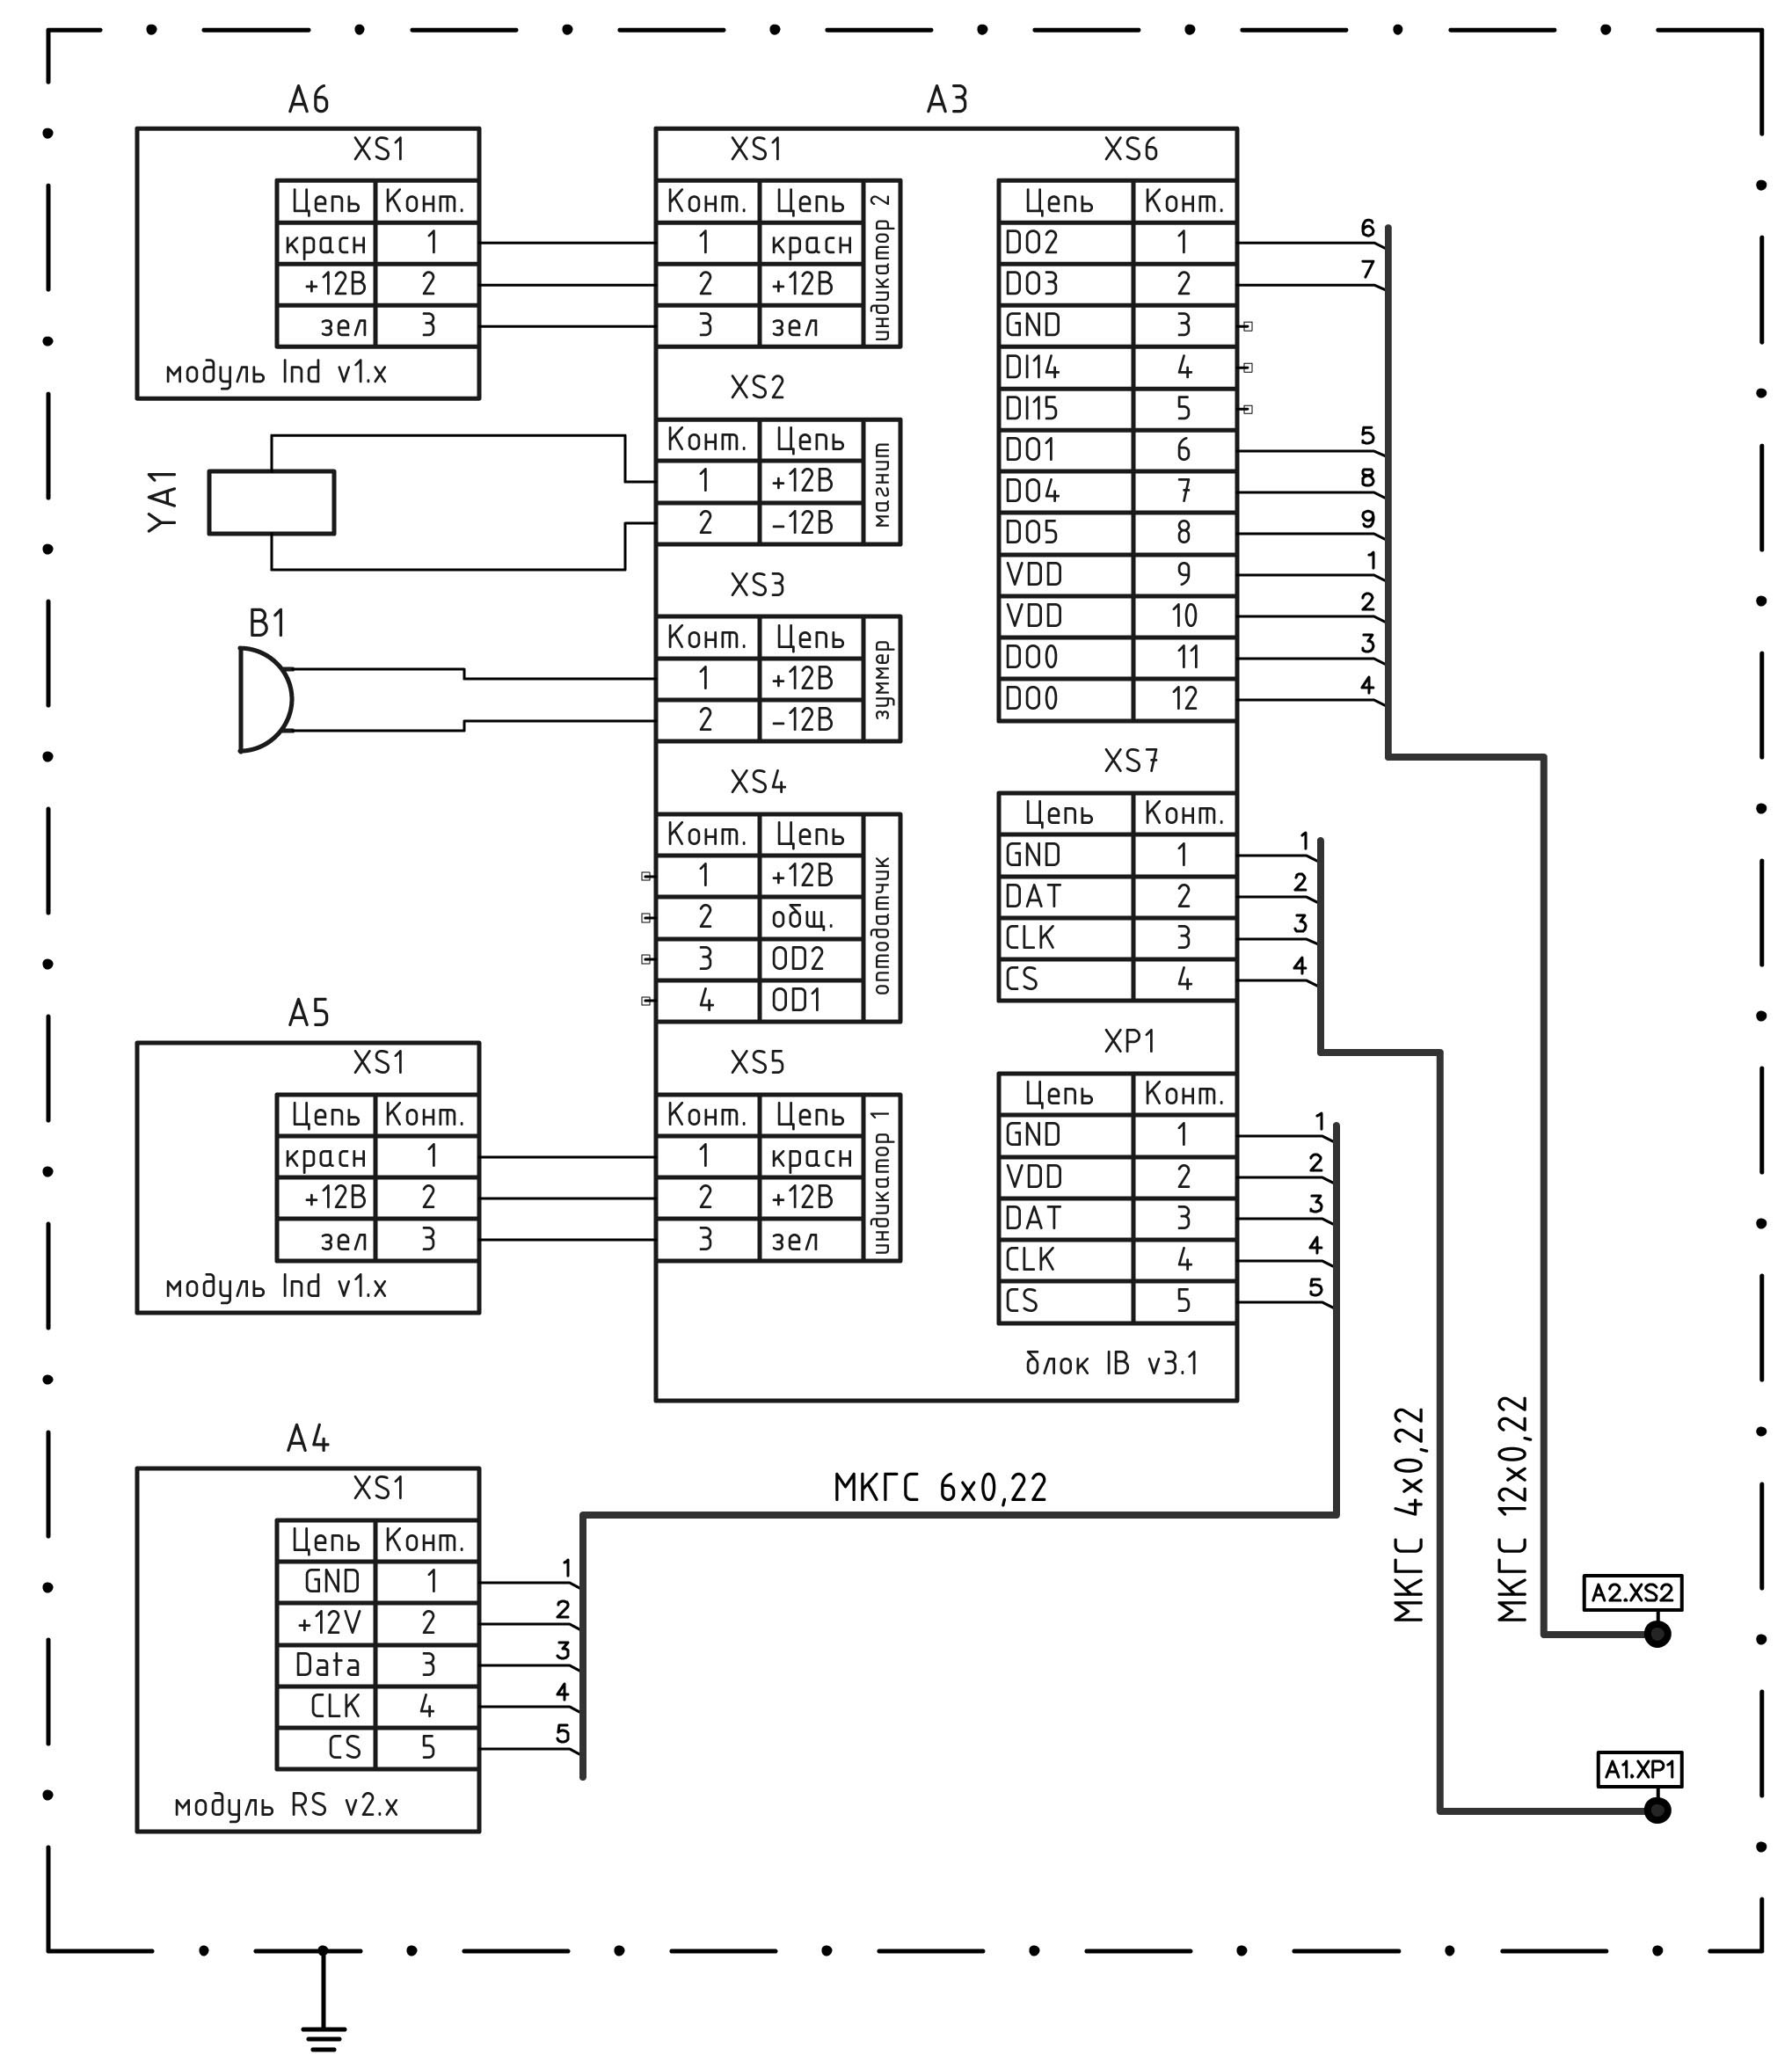 А6
XS1
Цепь Конт.
красн 1
+12В 2
зел 3
модуль Ind v1.x
YA1
B1
А5
XS1
Цепь Конт.
красн 1
+12В 2
зел 3
модуль Ind v1.x
А4
XS1
Цепь Конт.
GND 1
+12V 2
Data 3
CLK 4
CS 5
модуль RS v2.x
1
2
3
4
5
А3
XS1
Конт. Цепь
1 красн
2 +12В
3 зел
индикатор 2
XS2
Конт. Цепь
1 +12В
2 -12В
магнит
XS3
Конт. Цепь
1 +12В
2 -12В
зуммер
XS4
Конт. Цепь
1 +12В
2 общ.
3 OD2
4 OD1
оптодатчик
XS5
Конт. Цепь
1 красн
2 +12В
3 зел
индикатор 1
XS6
Цепь Конт.
DO2 1 6
DO3 2 7
GND 3
DI14 4
DI15 5
DO1 6 5
DO4 7 8
DO5 8 9
VDD 9 1
VDD 10 2
DO0 11 3
DO0 12 4
XS7
Цепь Конт.
GND 1 1
DAT 2 2
CLK 3 3
CS 4 4
XP1
Цепь Конт.
GND 1 1
VDD 2 2
DAT 3 3
CLK 4 4
CS 5 5
блок IB v3.1
МКГС 6х0,22
МКГС 4х0,22
МКГС 12х0,22
A2.XS2
A1.XP1